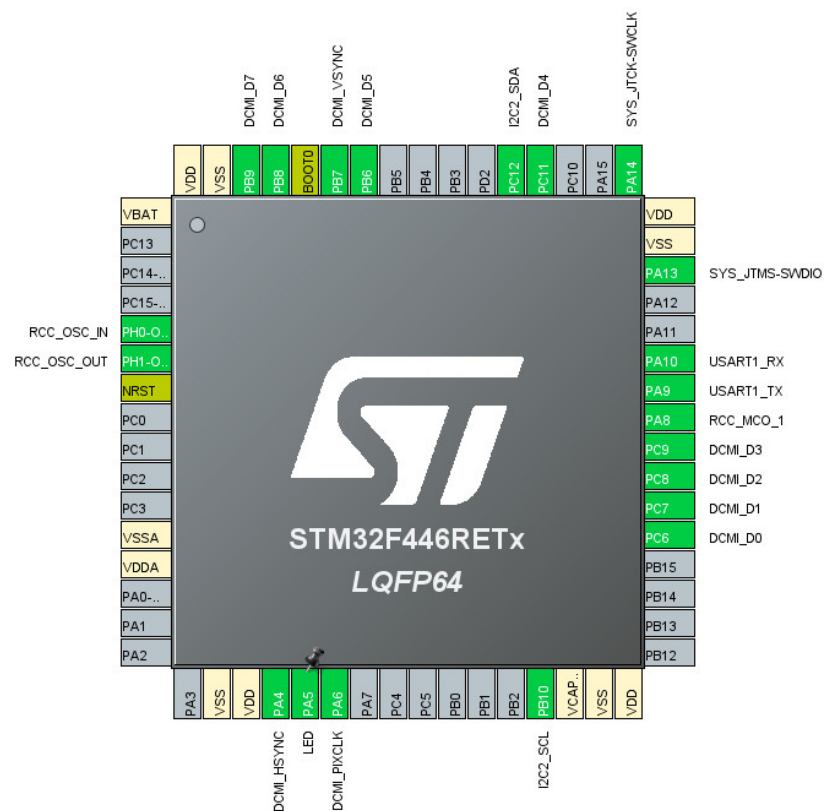 DCMI_D7
DCMI_D6
DCMI_VSYNC
DCMI_D5
I2C2_SDA
DCMI_D4
SYS_JTCK-SWCLK
VDD
VSS
PB9
PB8
BOOT0
PB7
PB6
PB5
PB4
PB3
PD2
PC12
PC11
PC10
PA15
PA14
VBAT
PC13
PC14-..
PC15-..
RCC_OSC_IN PH0-O..
RCC_OSC_OUT PH1-O..
NRST
PC0
PC1
PC2
PC3
VSSA
VDDA
PA0-..
PA1
PA2
VDD
VSS
PA13 SYS_JTMS-SWDIO
PA12
PA11
PA10 USART1_RX
PA9 USART1_TX
PA8 RCC_MCO_1
PC9 DCMI_D3
PC8 DCMI_D2
PC7 DCMI_D1
PC6 DCMI_D0
PB15
PB14
PB13
PB12
ST
STM32F446RETx
LQFP64
PA3
VSS
VDD
PA4
PA5
PA6
PA7
PC4
PC5
PB0
PB1
PB2
PB10
VCAP..
VSS
VDD
DCMI_HSYNC
LED
DCMI_PIXCLK
I2C2_SCL